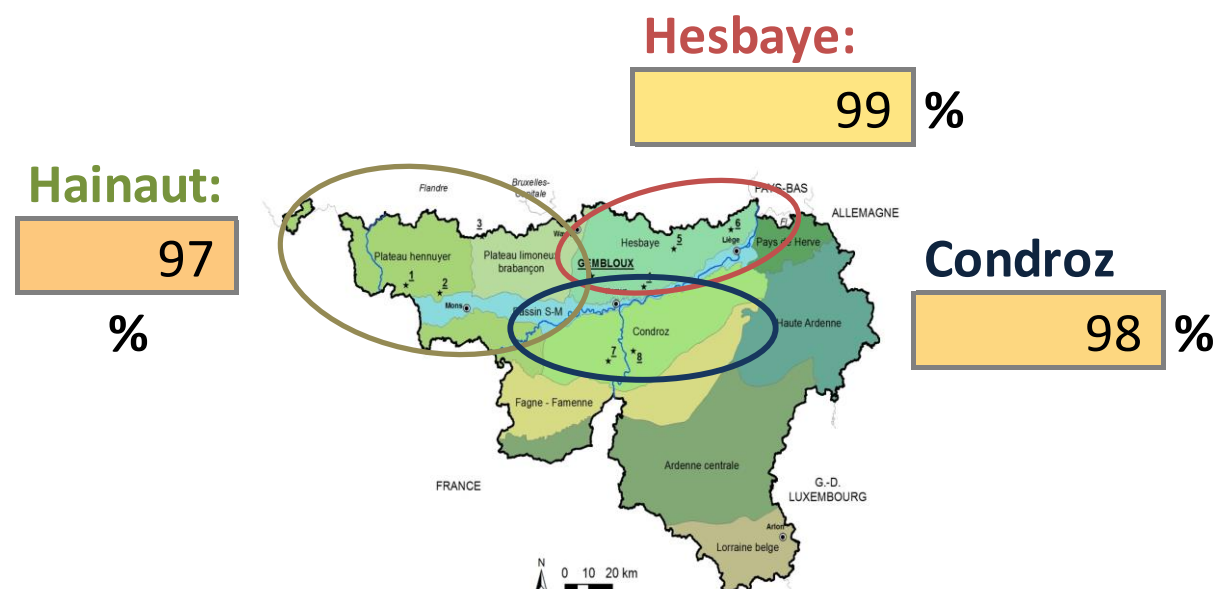 Hesbaye:
99 %
Hainaut:
97
%
Condroz
98 %
Flandre
Bruxelles-
Capitale
PAYS-BAS
ALLEMAGNE
3
6
5
Hesbaye
Liège
Pays de Herve
Plateau hennuyer
Plateau limoneux
brabançon
GEMBLOUX
1
2
Mons
Bassin S-M
Condroz
Haute Ardenne
7
8
Fagne - Famenne
Ardenne centrale
FRANCE
G.-D.
LUXEMBOURG
Arlon
Lorraine belge
N
0 10 20 km